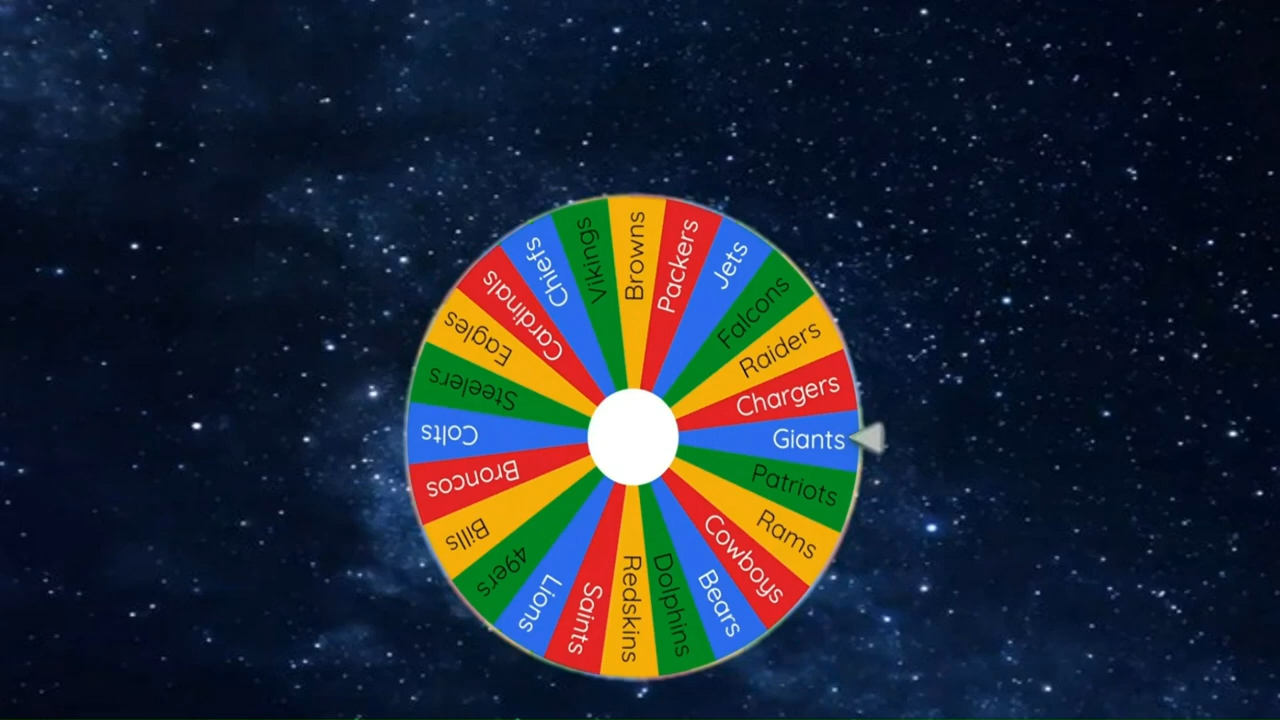 Browns
Packers
Jets
Falcons
Raiders
Chargers
Giants
Patriots
Rams
Cowboys
Bears
Dolphins
Redskins
Saints
Lions
49ers
Bills
Broncos
Colts
Steelers
Eagles
Cardinals
Chiefs
Vikings